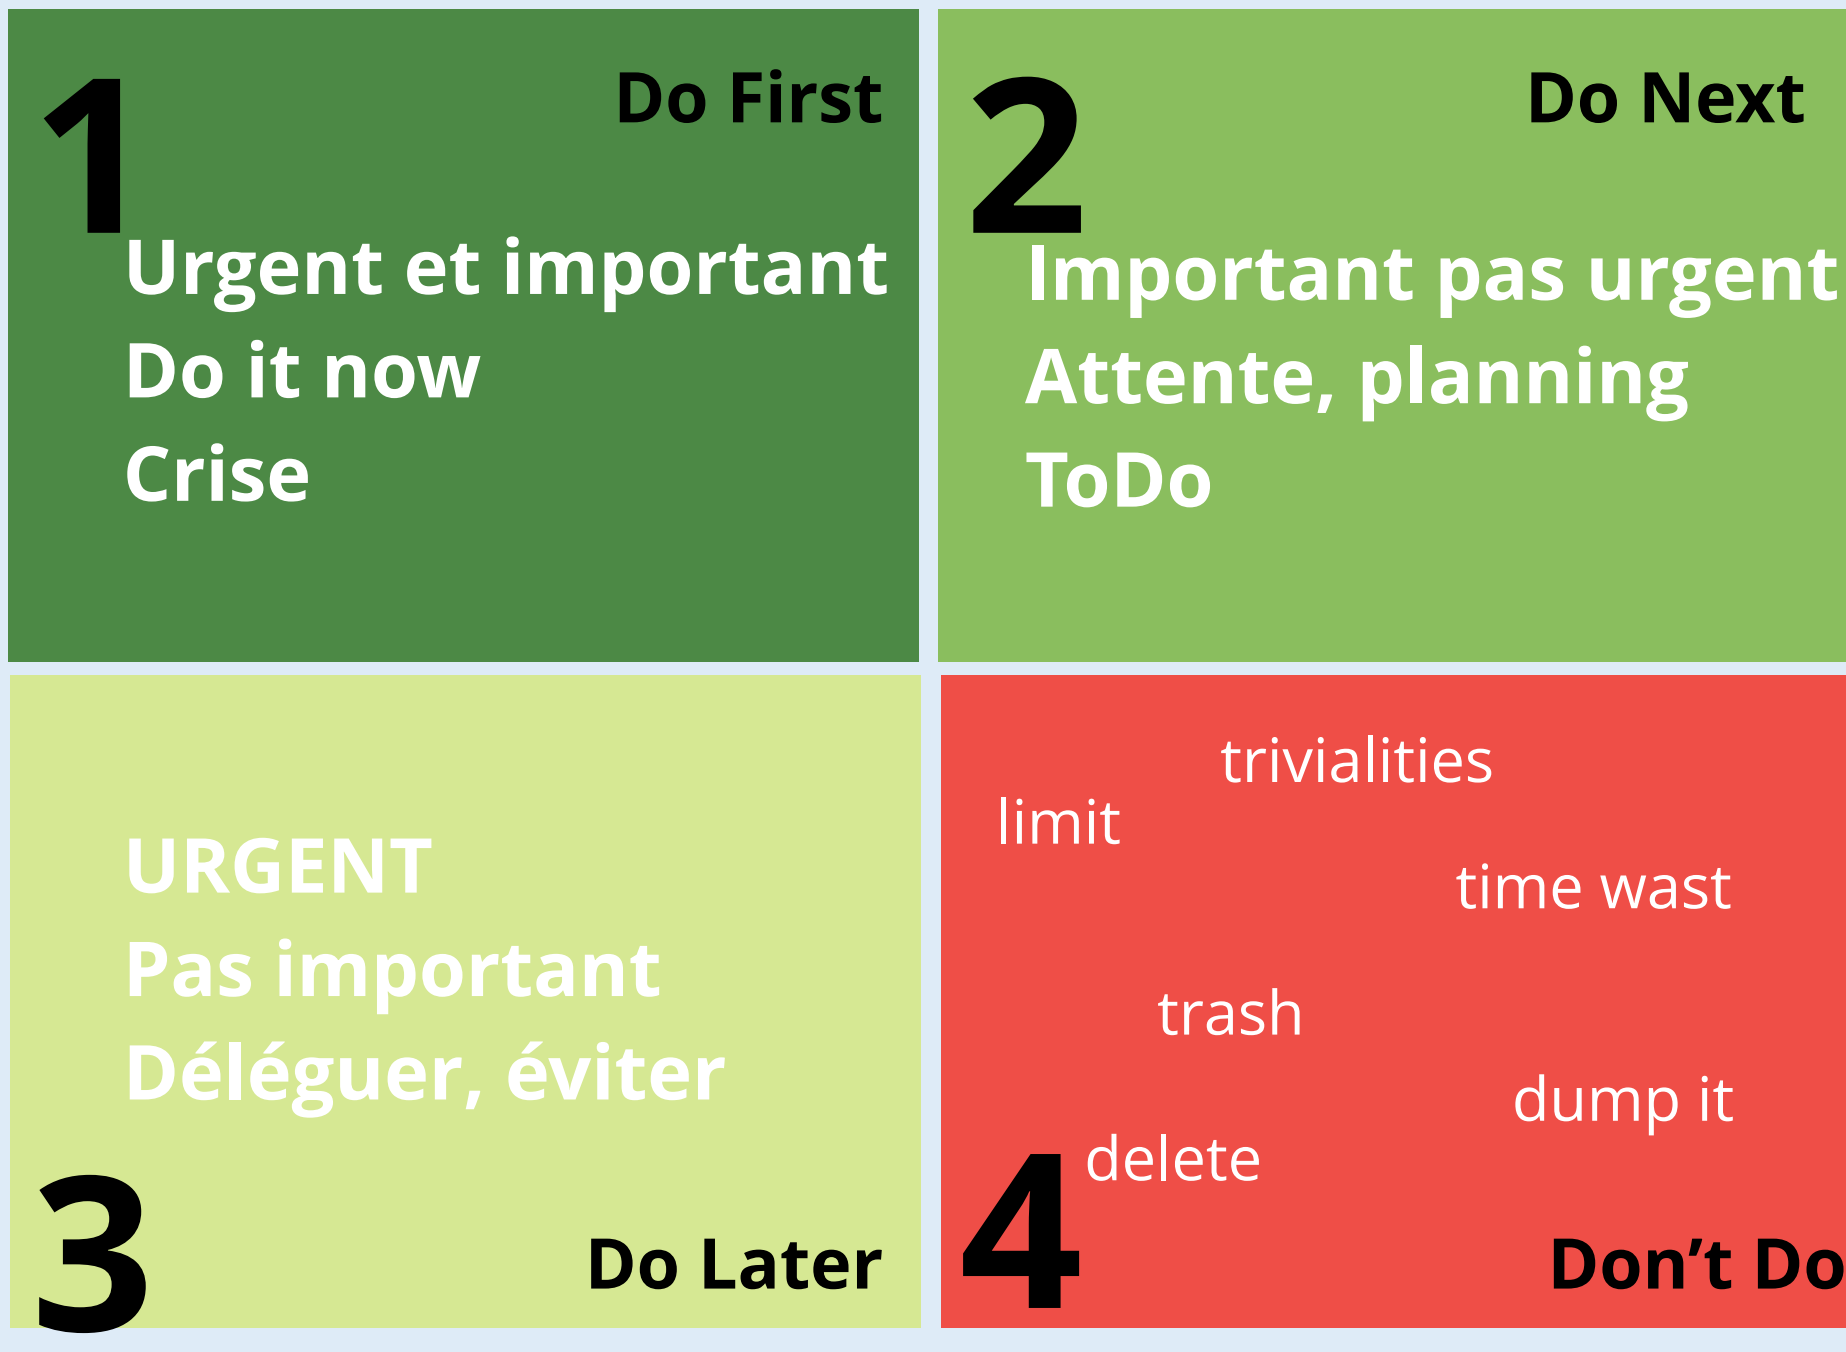 1
Do First
Urgent et important
Do it now
Crise
2
Do Next
Important pas urgent
Attente, planning
ToDo
URGENT
Pas important
Déléguer, éviter
3
Do Later
trivialities
limit
time wast
trash
dump it
delete
4
Don’t Do